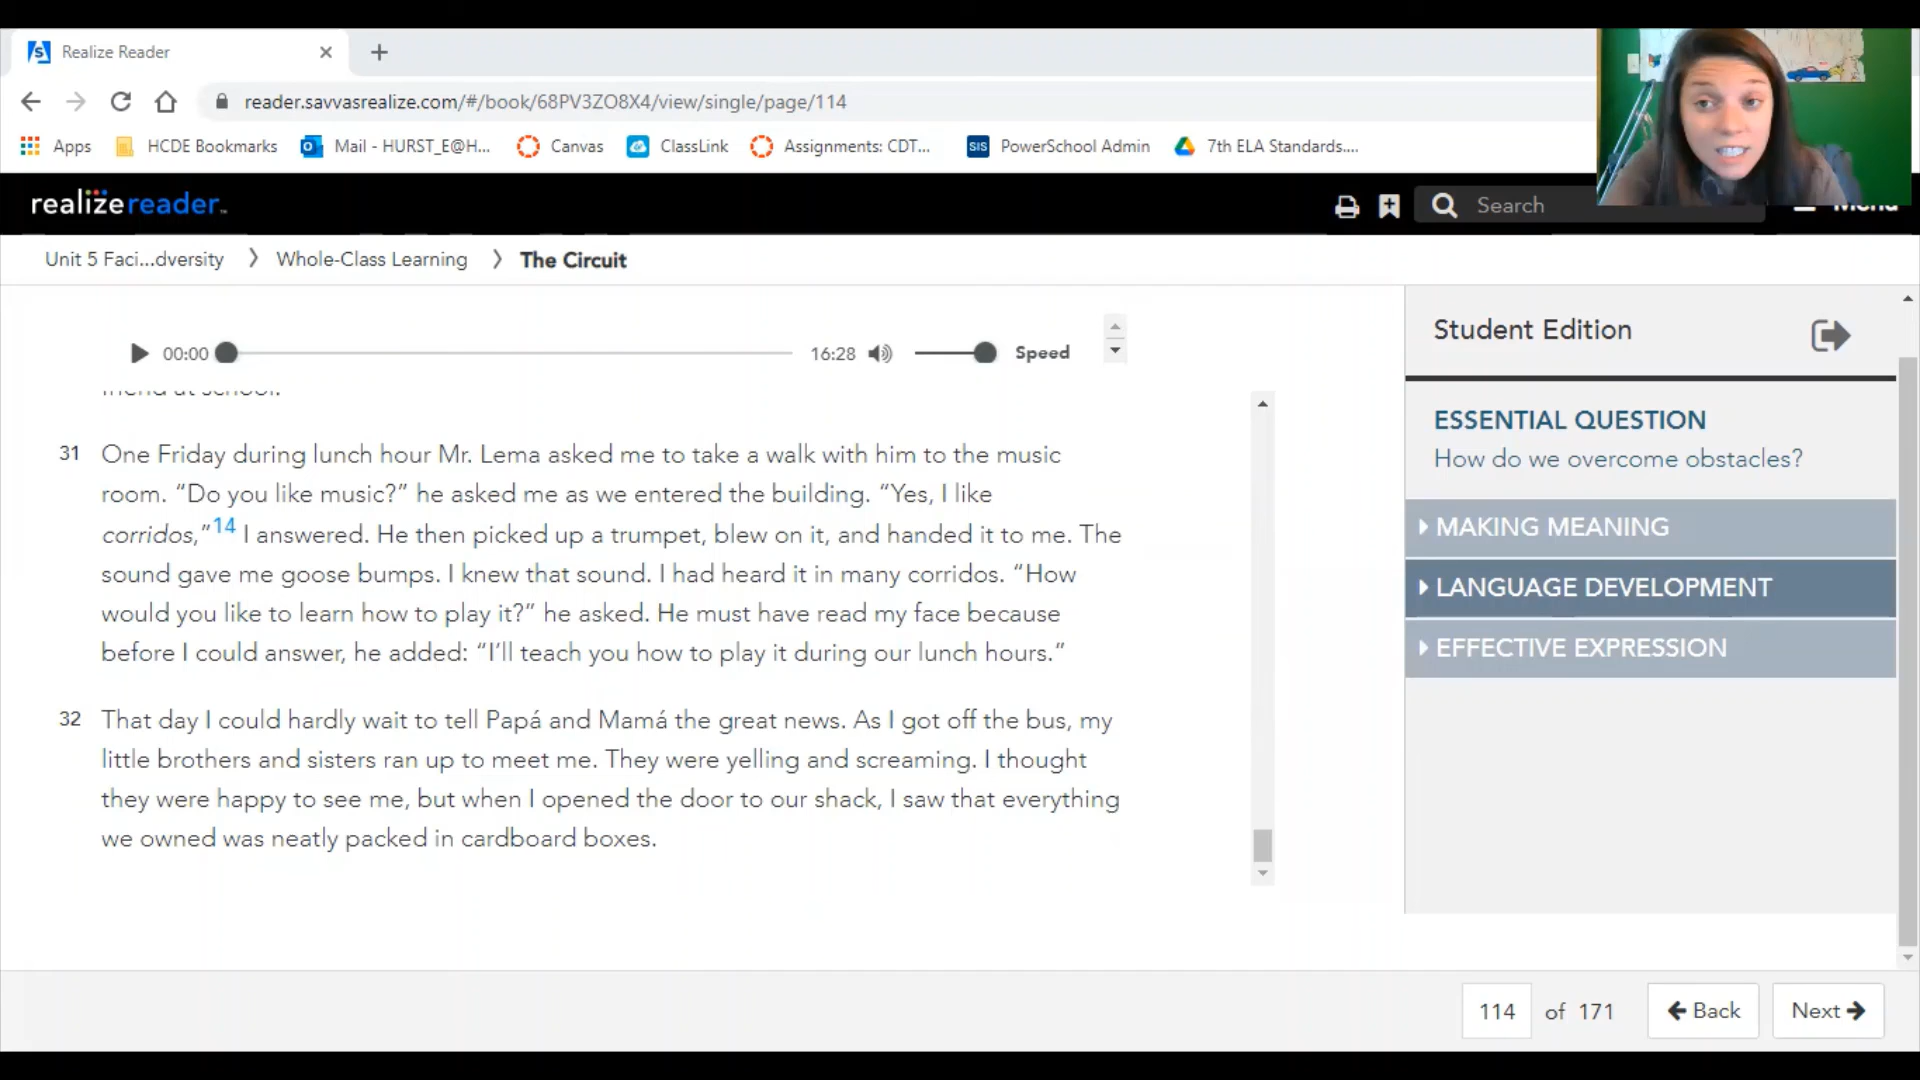 Realize Reader
reader.savvasrealize.com/#/book/68PV3ZO8X4/view/single/page/114
Apps HCDE Bookmarks Mail - HURST_E@H... Canvas ClassLink Assignments: CDT... PowerSchool Admin 7th ELA Standards....
realizereader™ Search Menu
Unit 5 Faci...dversity Whole-Class Learning The Circuit
00:00 16:28 Speed
friend at school.
31 One Friday during lunch hour Mr. Lema asked me to take a walk with him to the music
room. “Do you like music?” he asked me as we entered the building. “Yes, I like
corridos,”14 I answered. He then picked up a trumpet, blew on it, and handed it to me. The
sound gave me goose bumps. I knew that sound. I had heard it in many corridos. “How
would you like to learn how to play it?” he asked. He must have read my face because
before I could answer, he added: “I’ll teach you how to play it during our lunch hours.”
32 That day I could hardly wait to tell Papá and Mamá the great news. As I got off the bus, my
little brothers and sisters ran up to meet me. They were yelling and screaming. I thought
they were happy to see me, but when I opened the door to our shack, I saw that everything
we owned was neatly packed in cardboard boxes.
Student Edition
ESSENTIAL QUESTION
How do we overcome obstacles?
MAKING MEANING
LANGUAGE DEVELOPMENT
EFFECTIVE EXPRESSION
114 of 171 Back Next